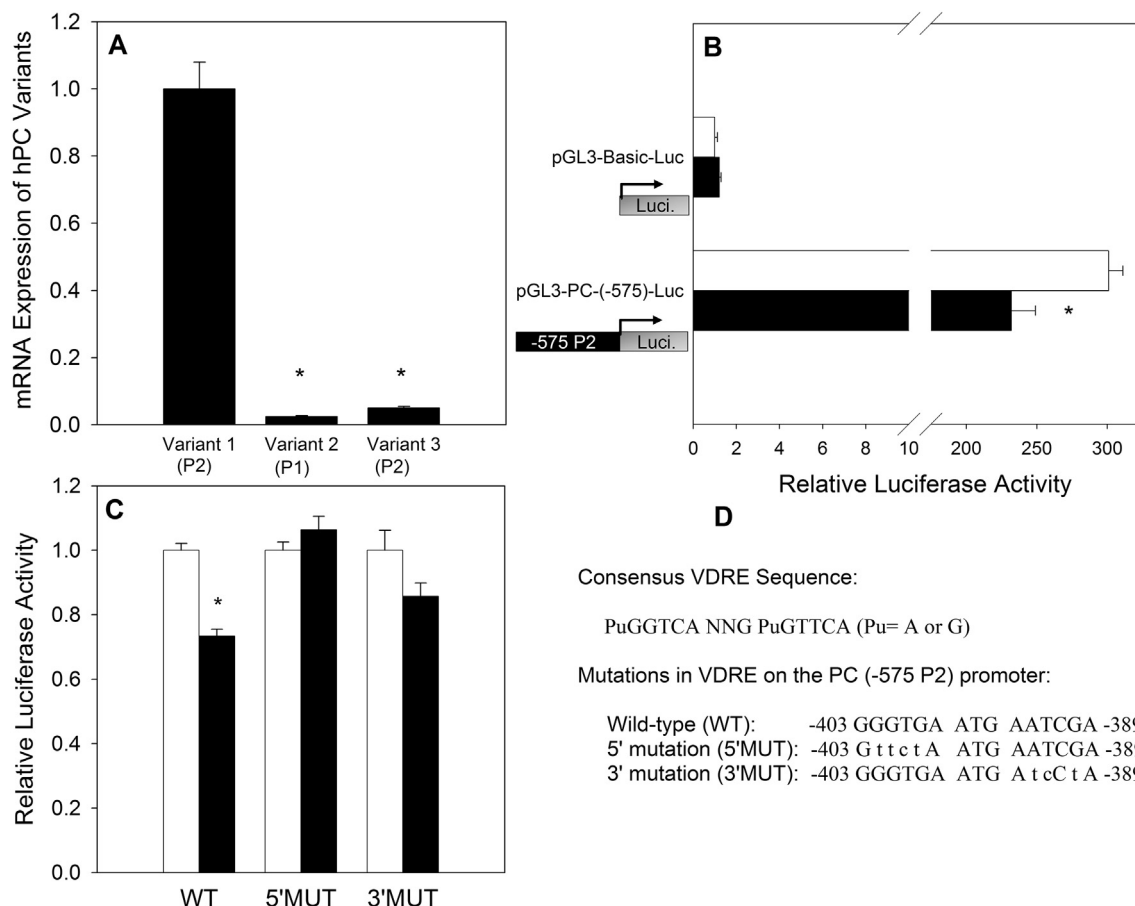 A
mRNA Expression of hPC Variants
1.2
1.0
0.8
0.6
0.4
0.2
0.0
*
*
Variant 1 (P2)
Variant 2 (P1)
Variant 3 (P2)
B
pGL3-Basic-Luc
Luci.
pGL3-PC-(-575)-Luc
-575 P2
Luci.
*
0 2 4 6 8 10 200 250 300
Relative Luciferase Activity
C
Relative Luciferase Activity
1.2
1.0
0.8
0.6
0.4
0.2
0.0
*
WT 5'MUT 3'MUT
D
Consensus VDRE Sequence:
PuGGTCA NNG PuGTTCA (Pu= A or G)
Mutations in VDRE on the PC (-575 P2) promoter:
Wild-type (WT): -403 GGGTGA ATG AATCGA -389
5' mutation (5'MUT): -403 G t t c t A ATG AATCGA -389
3' mutation (3'MUT): -403 GGGTGA ATG A t c C t A -389